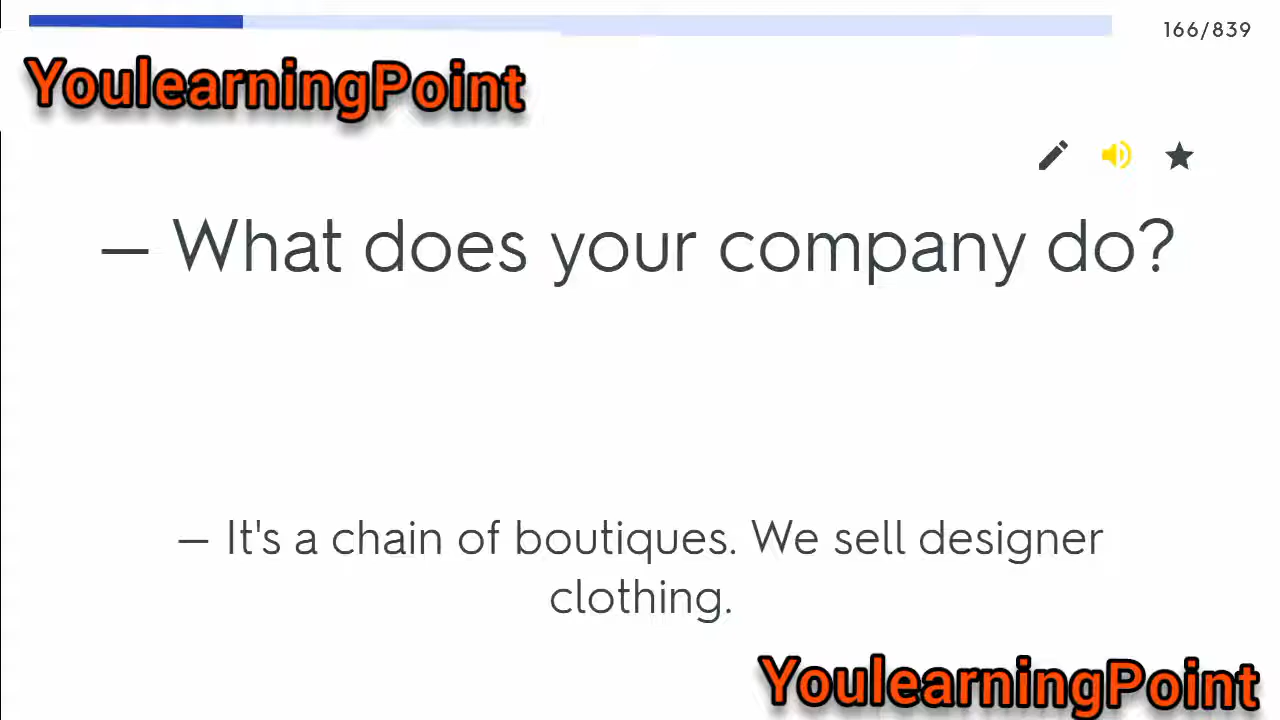 166/839
YoulearningPoint
– What does your company do?
– It's a chain of boutiques. We sell designer
clothing.
YoulearningPoint